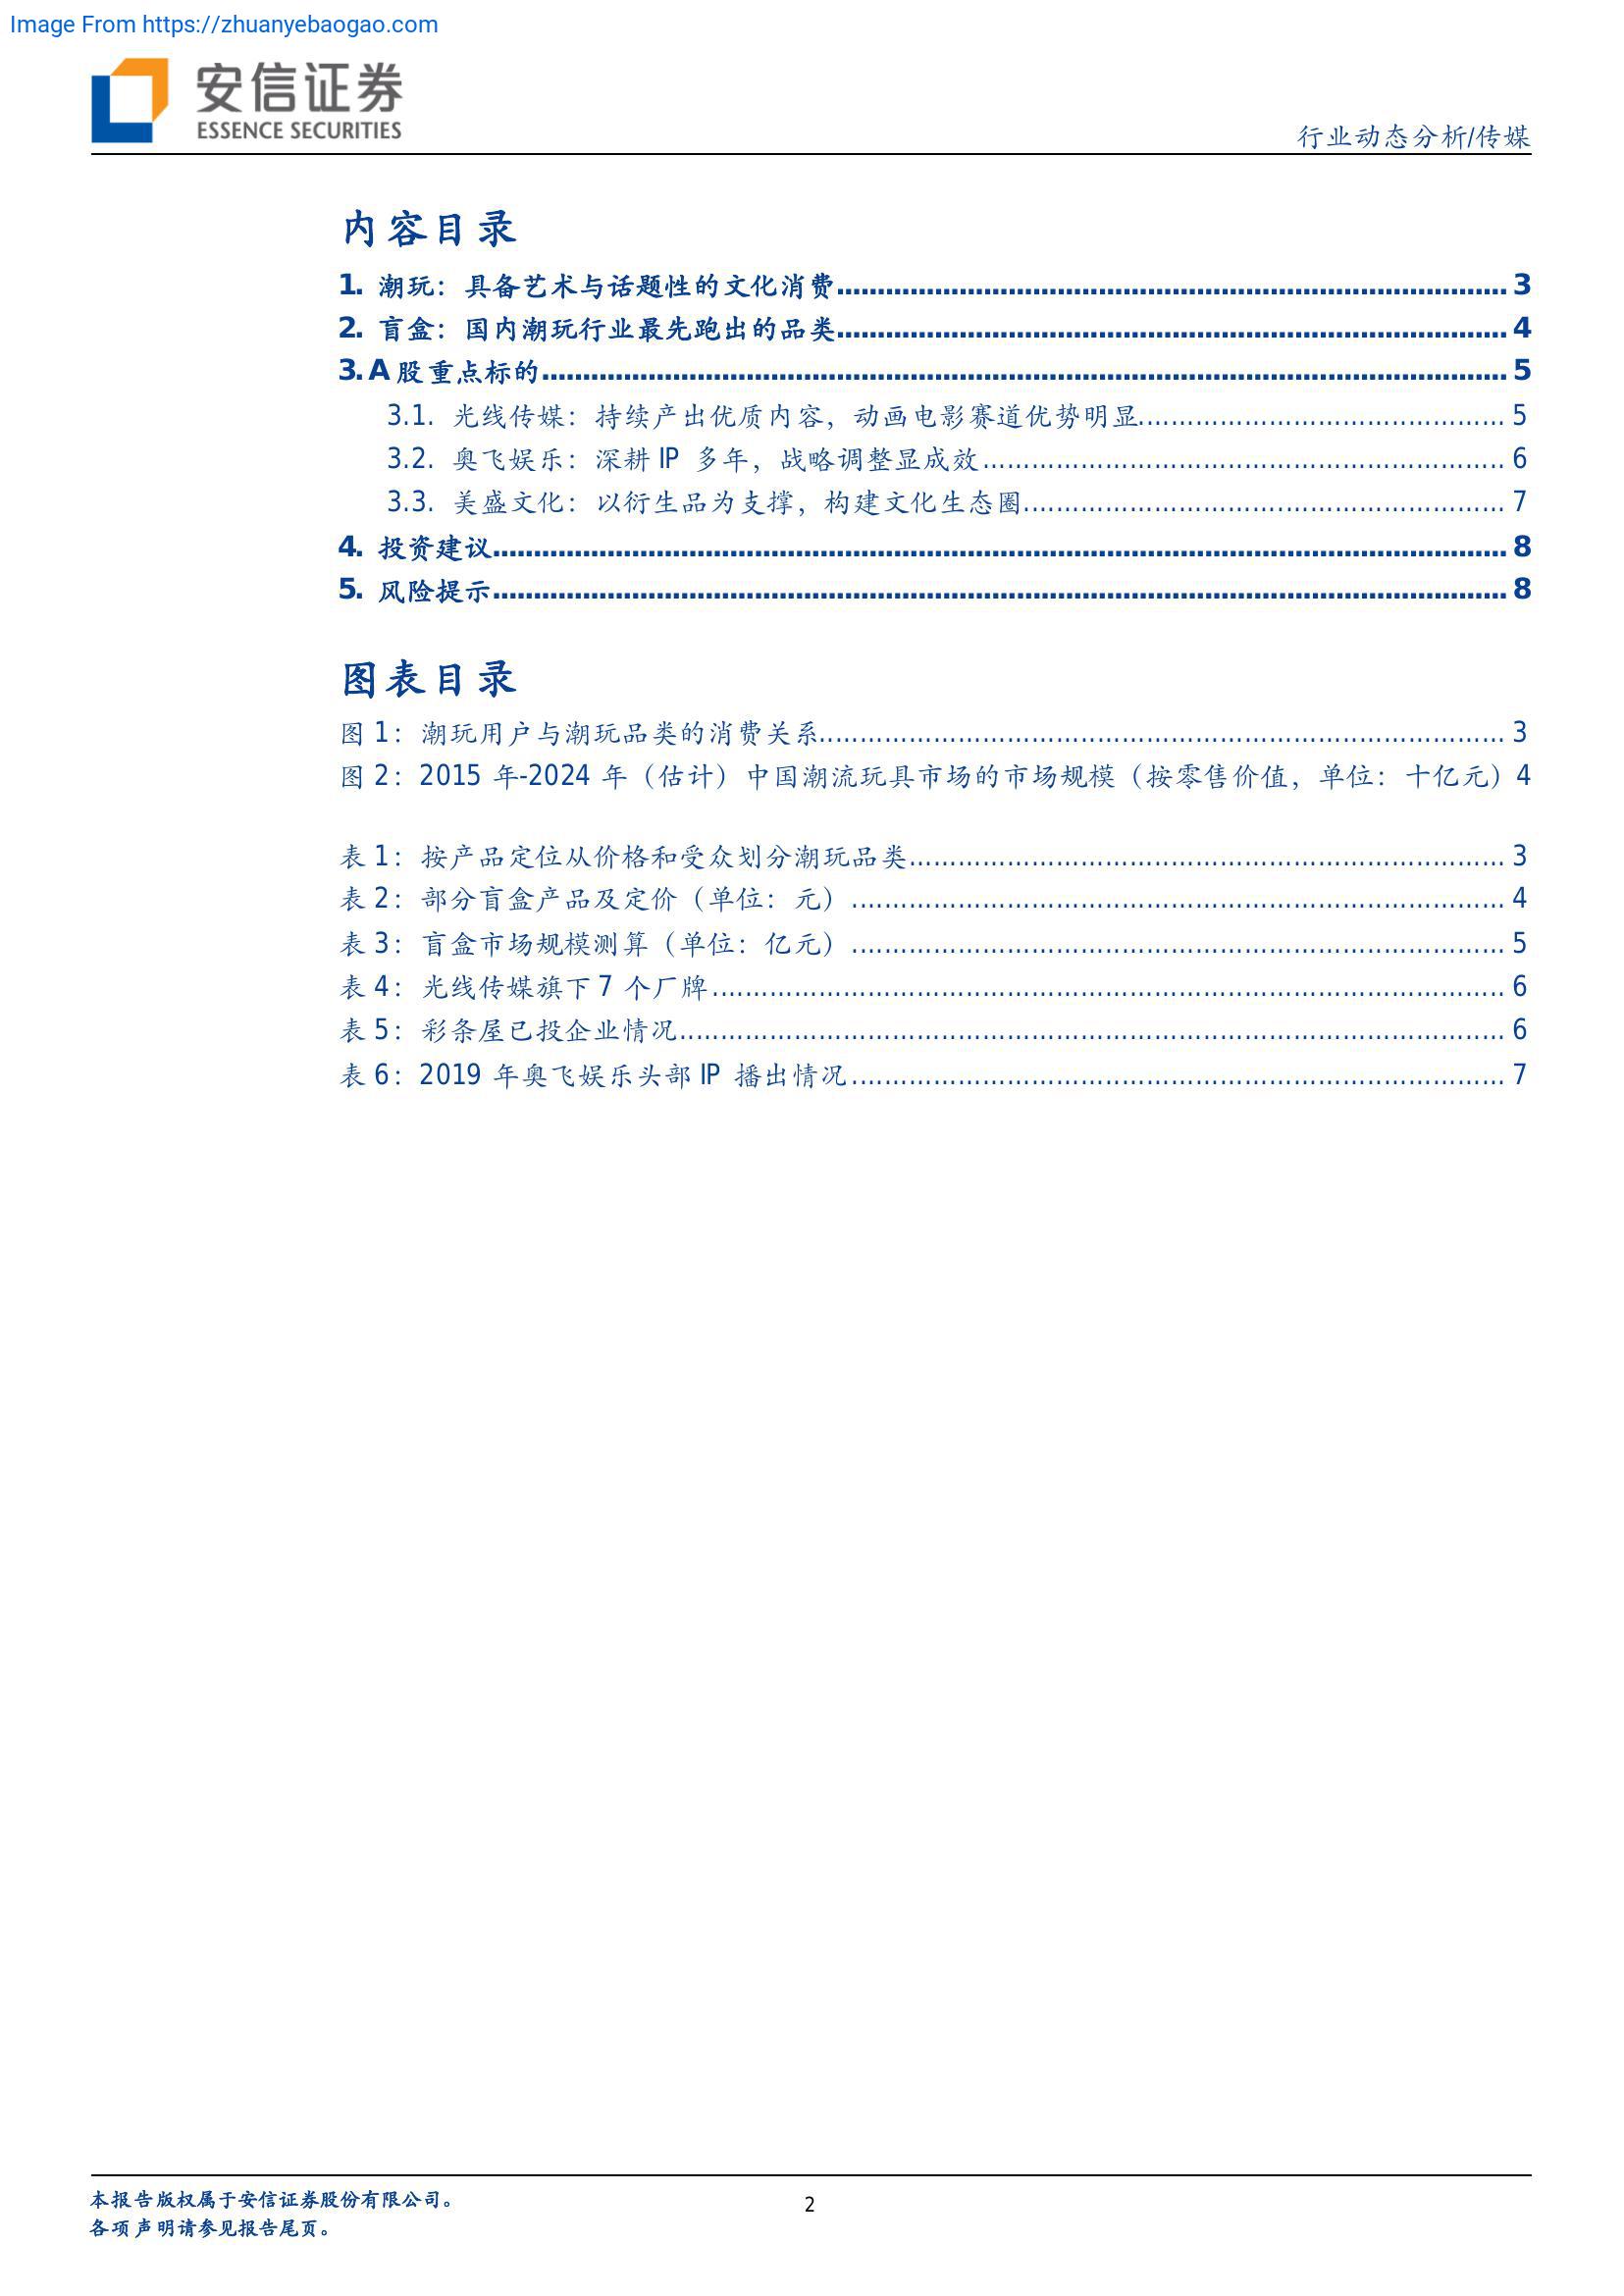 Image From https://zhuanyebaogao.com
安信证券
ESSENCE SECURITIES
行业动态分析/传媒
内容目录
1. 潮玩：具备艺术与话题性的文化消费 3
2. 盲盒：国内潮玩行业最先跑出的品类 4
3. A 股重点标的 5
3.1. 光线传媒：持续产出优质内容，动画电影赛道优势明显 5
3.2. 奥飞娱乐：深耕 IP 多年，战略调整显成效 6
3.3. 美盛文化：以衍生品为支撑，构建文化生态圈 7
4. 投资建议 8
5. 风险提示 8
图表目录
图 1：潮玩用户与潮玩品类的消费关系 3
图 2：2015 年-2024 年（估计）中国潮流玩具市场的市场规模（按零售价值，单位：十亿元） 4
表 1：按产品定位从价格和受众划分潮玩品类 3
表 2：部分盲盒产品及定价（单位：元） 4
表 3：盲盒市场规模测算（单位：亿元） 5
表 4：光线传媒旗下 7 个厂牌 6
表 5：彩条屋已投企业情况 6
表 6：2019 年奥飞娱乐头部 IP 播出情况 7
本报告版权属于安信证券股份有限公司。
各项声明请参见报告尾页。
2